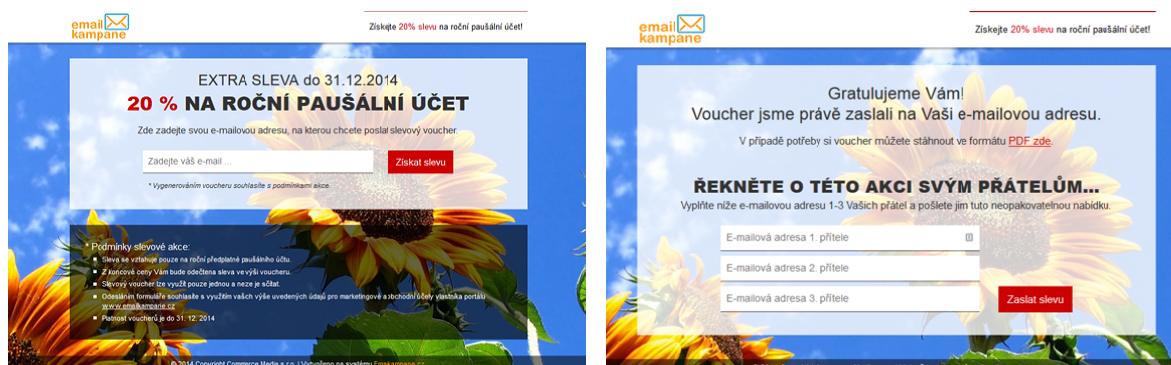 email
kampane
Získejte 20% slevu na roční paušální účet!
EXTRA SLEVA do 31.12.2014
20 % NA ROČNÍ PAUŠÁLNÍ ÚČET
Zde zadejte svou e-mailovou adresu, na kterou chcete poslat slevový voucher.
Zadejte váš e-mail ...
Získat slevu
* Vygenerováním voucheru souhlasíte s podmínkami akce.
* Podmínky slevové akce:
Sleva se vztahuje pouze na roční předplatné paušálního účtu.
Z koncové ceny Vám bude odečtena sleva ve výši voucheru.
Slevový voucher lze využít pouze jednou a nelze je sčítat.
Odesláním formuláře souhlasíte s využitím vašich výše uvedených údajů pro marketingové a obchodní účely vlastníka portálu
www.emailkampane.cz
Platnost voucherů je do 31. 12. 2014
© 2014 Copyright Commerce Media s.r.o. | Vytvořeno na systému
email
kampane
Získejte 20% slevu na roční paušální účet!
Gratulujeme Vám!
Voucher jsme právě zaslali na Vaši e-mailovou adresu.
V případě potřeby si voucher můžete stáhnout ve formátu PDF zde.
ŘEKNĚTE O TÉTO AKCI SVÝM PŘÁTELŮM...
Vyplňte níže e-mailovou adresu 1-3 Vašich přátel a pošlete jim tuto neopakovatelnou nabídku.
E-mailová adresa 1. přítele
E-mailová adresa 2. přítele
E-mailová adresa 3. přítele
Zaslat slevu